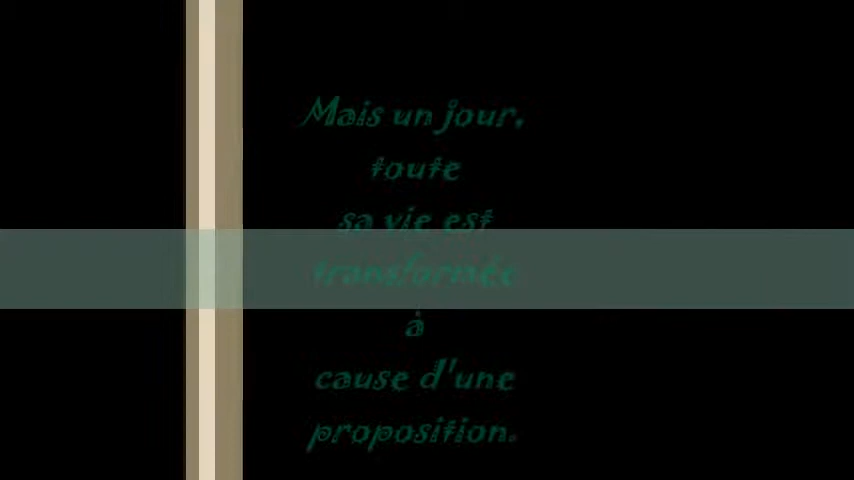 Mais un jour,
toute
sa vie est
transformée
à
cause d'une
proposition.